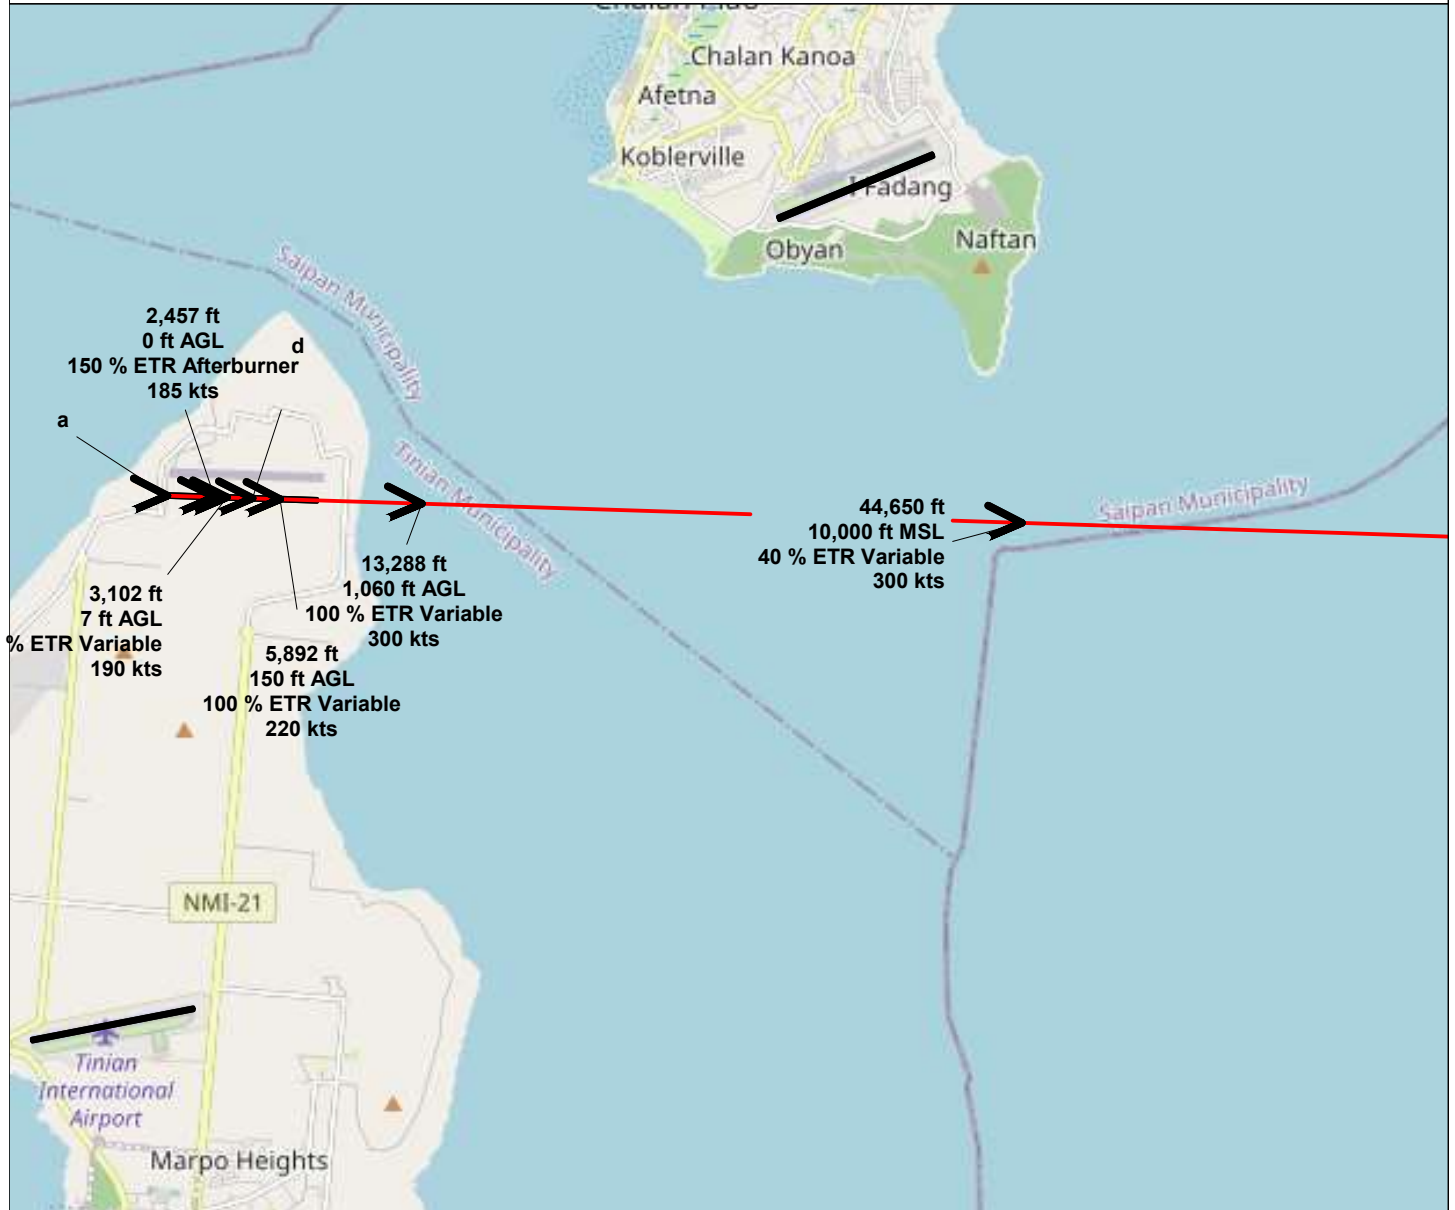 Chalan Kanoa
Afetna
Koblerville
I Fadang
Obyan
Naftan
Saipan Municipality
2,457 ft
0 ft AGL
150 % ETR Afterburner
185 kts
d
a
Tinian Municipality
Saipan Municipality
44,650 ft
10,000 ft MSL
40 % ETR Variable
300 kts
13,288 ft
1,060 ft AGL
100 % ETR Variable
300 kts
3,102 ft
7 ft AGL
% ETR Variable
190 kts
5,892 ft
150 ft AGL
100 % ETR Variable
220 kts
NMI-21
Tinian
International
Airport
Marpo Heights